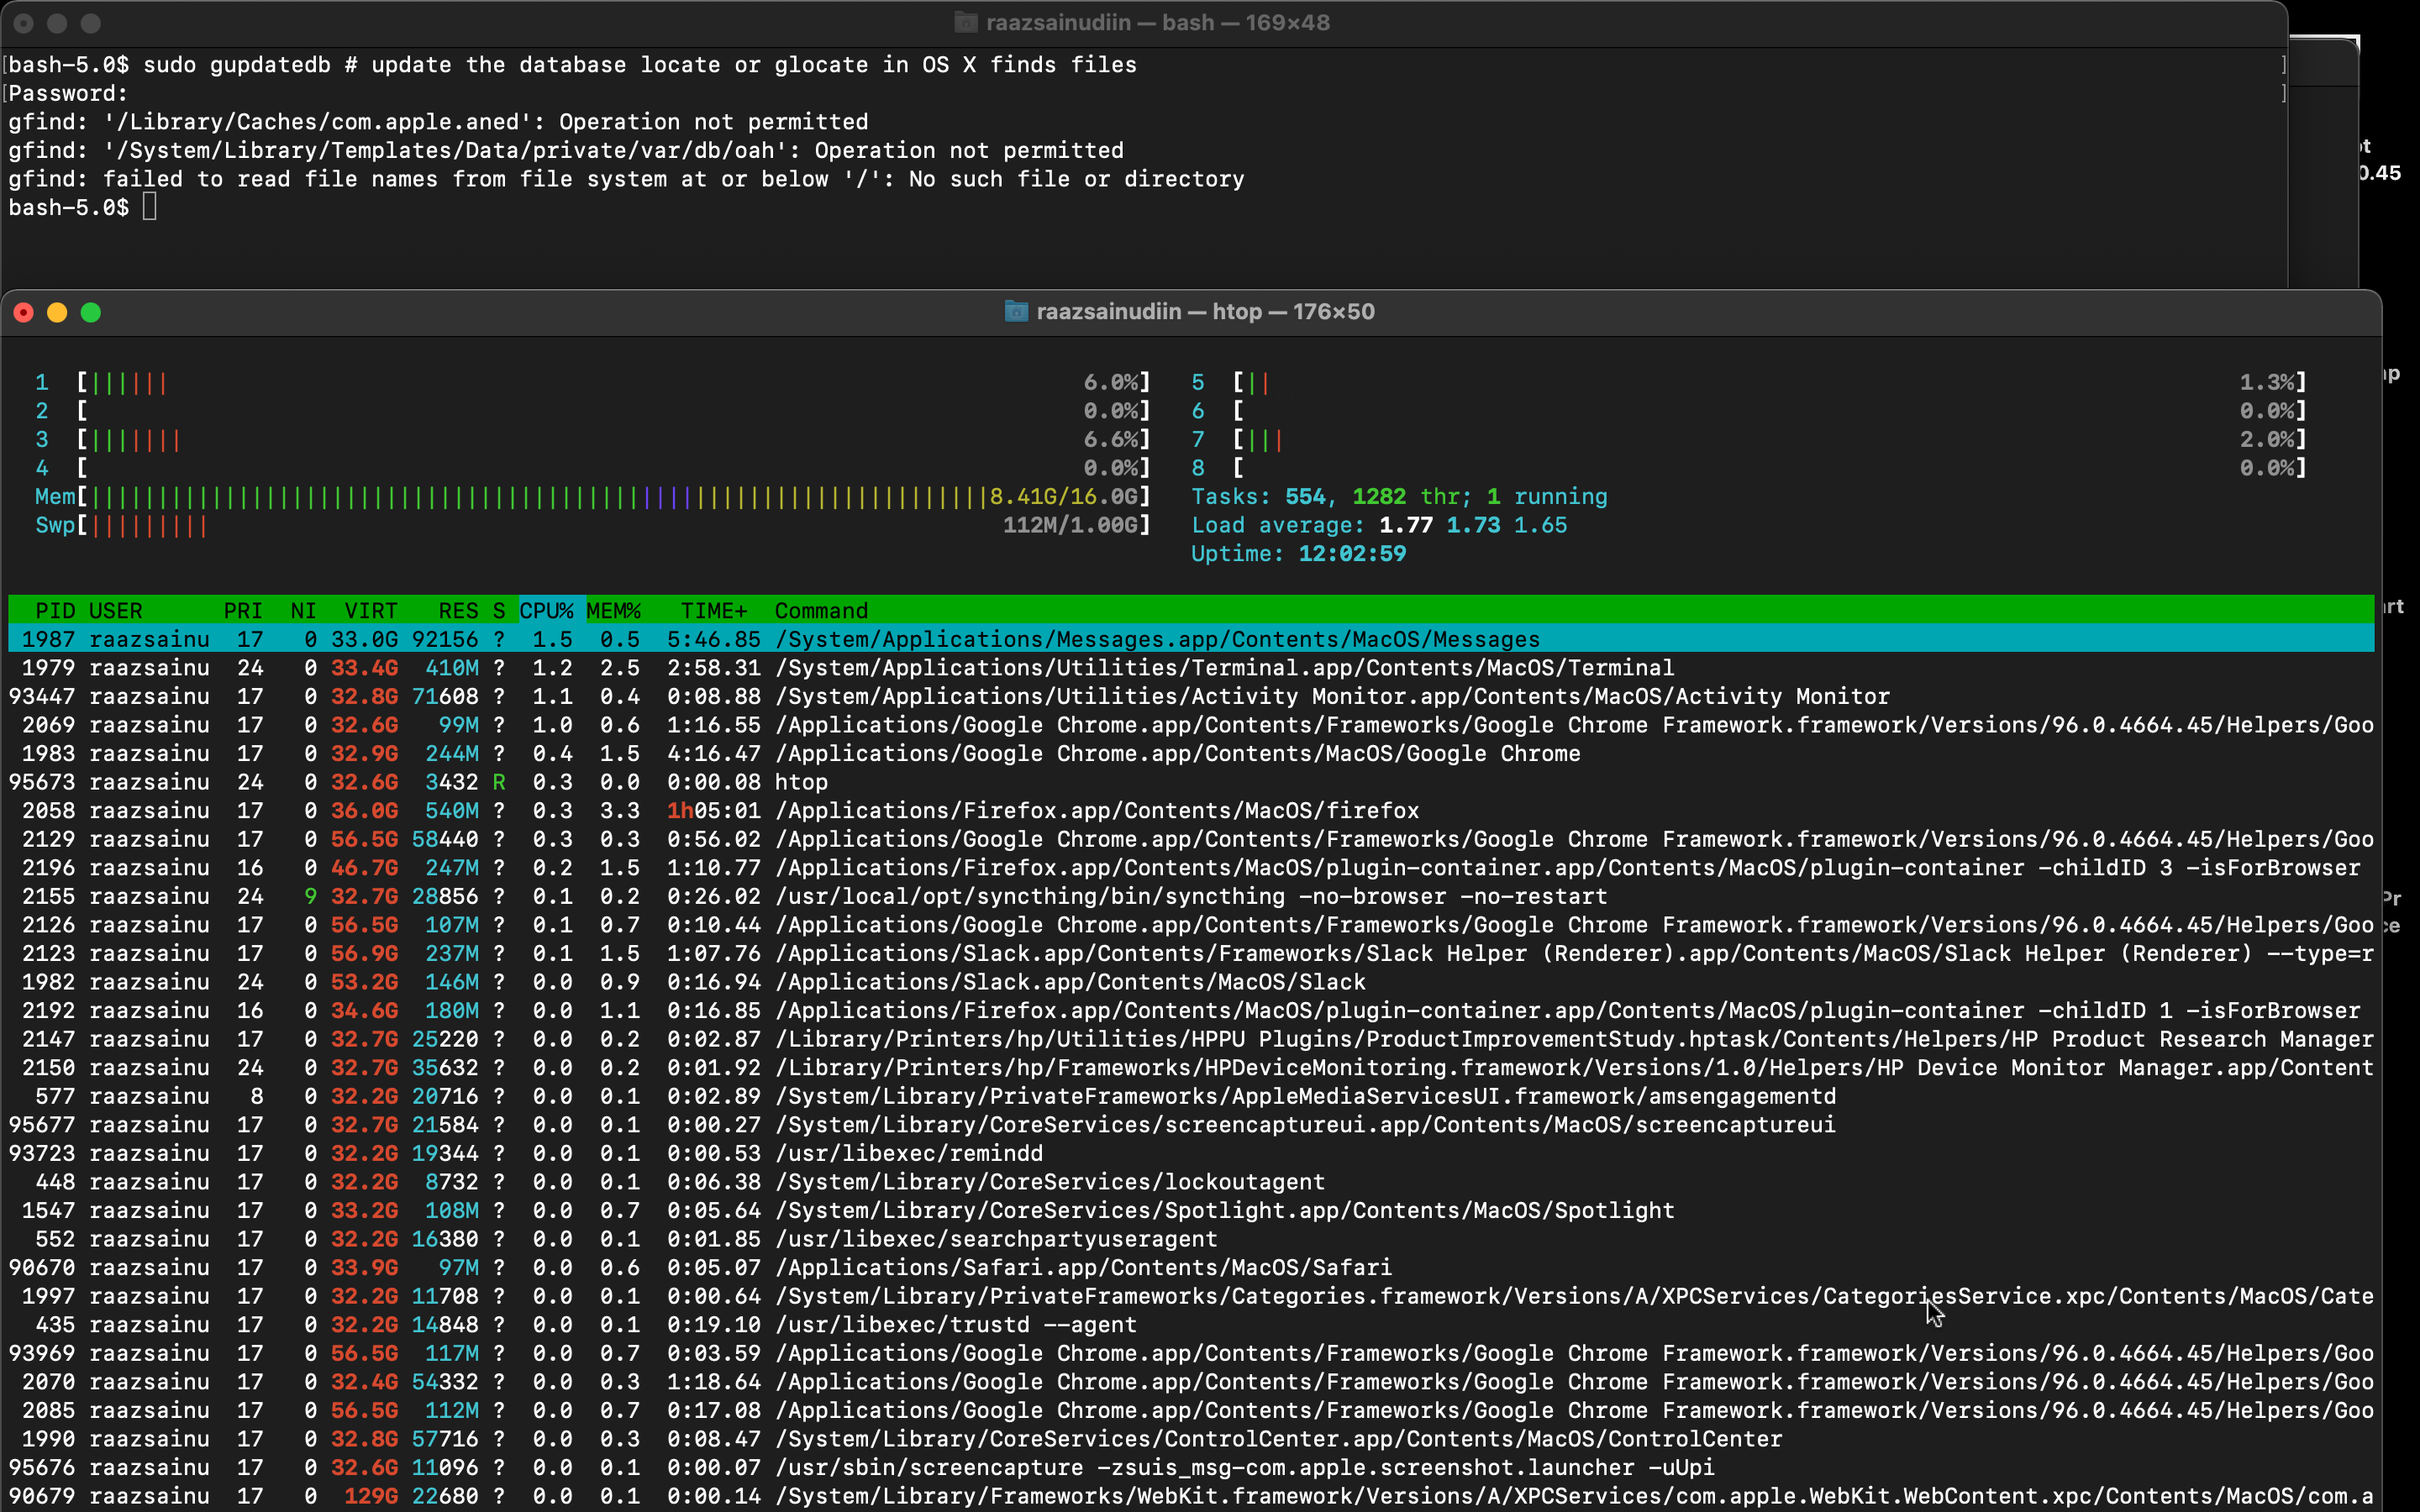 raazsainudiin — bash — 169×48
[bash-5.0$ sudo gupdatedb # update the database locate or glocate in OS X finds files ]
[Password: ]
gfind: '/Library/Caches/com.apple.aned': Operation not permitted
gfind: '/System/Library/Templates/Data/private/var/db/oah': Operation not permitted
gfind: failed to read file names from file system at or below '/': No such file or directory
bash-5.0$
0.45
raazsainudiin — htop — 176×50
1 [|||||| 6.0%] 5 [|| 1.3%]
2 [ 0.0%] 6 [ 0.0%]
3 [||||||| 6.6%] 7 [||| 2.0%]
4 [ 0.0%] 8 [ 0.0%]
Mem[|||||||||||||||||||||||||||||||||||||||||||||||||||||||||||||||||||8.41G/16.0G] Tasks: 554, 1282 thr; 1 running
Swp[||||||||| 112M/1.00G] Load average: 1.77 1.73 1.65
Uptime: 12:02:59
PID USER PRI NI VIRT RES S CPU% MEM% TIME+ Command
1987 raazsainu 17 0 33.0G 92156 ? 1.5 0.5 5:46.85 /System/Applications/Messages.app/Contents/MacOS/Messages
1979 raazsainu 24 0 33.4G 410M ? 1.2 2.5 2:58.31 /System/Applications/Utilities/Terminal.app/Contents/MacOS/Terminal
93447 raazsainu 17 0 32.8G 71608 ? 1.1 0.4 0:08.88 /System/Applications/Utilities/Activity Monitor.app/Contents/MacOS/Activity Monitor
2069 raazsainu 17 0 32.6G 99M ? 1.0 0.6 1:16.55 /Applications/Google Chrome.app/Contents/Frameworks/Google Chrome Framework.framework/Versions/96.0.4664.45/Helpers/Goo
1983 raazsainu 17 0 32.9G 244M ? 0.4 1.5 4:16.47 /Applications/Google Chrome.app/Contents/MacOS/Google Chrome
95673 raazsainu 24 0 32.6G 3432 R 0.3 0.0 0:00.08 htop
2058 raazsainu 17 0 36.0G 540M ? 0.3 3.3 1h05:01 /Applications/Firefox.app/Contents/MacOS/firefox
2129 raazsainu 17 0 56.5G 58440 ? 0.3 0.3 0:56.02 /Applications/Google Chrome.app/Contents/Frameworks/Google Chrome Framework.framework/Versions/96.0.4664.45/Helpers/Goo
2196 raazsainu 16 0 46.7G 247M ? 0.2 1.5 1:10.77 /Applications/Firefox.app/Contents/MacOS/plugin-container.app/Contents/MacOS/plugin-container -childID 3 -isForBrowser
2155 raazsainu 24 9 32.7G 28856 ? 0.1 0.2 0:26.02 /usr/local/opt/syncthing/bin/syncthing -no-browser -no-restart
2126 raazsainu 17 0 56.5G 107M ? 0.1 0.7 0:10.44 /Applications/Google Chrome.app/Contents/Frameworks/Google Chrome Framework.framework/Versions/96.0.4664.45/Helpers/Goo
2123 raazsainu 17 0 56.9G 237M ? 0.1 1.5 1:07.76 /Applications/Slack.app/Contents/Frameworks/Slack Helper (Renderer).app/Contents/MacOS/Slack Helper (Renderer) --type=r
1982 raazsainu 24 0 53.2G 146M ? 0.0 0.9 0:16.94 /Applications/Slack.app/Contents/MacOS/Slack
2192 raazsainu 16 0 34.6G 180M ? 0.0 1.1 0:16.85 /Applications/Firefox.app/Contents/MacOS/plugin-container.app/Contents/MacOS/plugin-container -childID 1 -isForBrowser
2147 raazsainu 17 0 32.7G 25220 ? 0.0 0.2 0:02.87 /Library/Printers/hp/Utilities/HPPU Plugins/ProductImprovementStudy.hptask/Contents/Helpers/HP Product Research Manager
2150 raazsainu 24 0 32.7G 35632 ? 0.0 0.2 0:01.92 /Library/Printers/hp/Frameworks/HPDeviceMonitoring.framework/Versions/1.0/Helpers/HP Device Monitor Manager.app/Content
577 raazsainu 8 0 32.2G 20716 ? 0.0 0.1 0:02.89 /System/Library/PrivateFrameworks/AppleMediaServicesUI.framework/amsengagementd
95677 raazsainu 17 0 32.7G 21584 ? 0.0 0.1 0:00.27 /System/Library/CoreServices/screencaptureui.app/Contents/MacOS/screencaptureui
93723 raazsainu 17 0 32.2G 19344 ? 0.0 0.1 0:00.53 /usr/libexec/remindd
448 raazsainu 17 0 32.2G 8732 ? 0.0 0.1 0:06.38 /System/Library/CoreServices/lockoutagent
1547 raazsainu 17 0 33.2G 108M ? 0.0 0.7 0:05.64 /System/Library/CoreServices/Spotlight.app/Contents/MacOS/Spotlight
552 raazsainu 17 0 32.2G 16380 ? 0.0 0.1 0:01.85 /usr/libexec/searchpartyuseragent
90670 raazsainu 17 0 33.9G 97M ? 0.0 0.6 0:05.07 /Applications/Safari.app/Contents/MacOS/Safari
1997 raazsainu 17 0 32.2G 11708 ? 0.0 0.1 0:00.64 /System/Library/PrivateFrameworks/Categories.framework/Versions/A/XPCServices/CategoriesService.xpc/Contents/MacOS/Cate
435 raazsainu 17 0 32.2G 14848 ? 0.0 0.1 0:19.10 /usr/libexec/trustd --agent
93969 raazsainu 17 0 56.5G 117M ? 0.0 0.7 0:03.59 /Applications/Google Chrome.app/Contents/Frameworks/Google Chrome Framework.framework/Versions/96.0.4664.45/Helpers/Goo
2070 raazsainu 17 0 32.4G 54332 ? 0.0 0.3 1:18.64 /Applications/Google Chrome.app/Contents/Frameworks/Google Chrome Framework.framework/Versions/96.0.4664.45/Helpers/Goo
2085 raazsainu 17 0 56.5G 112M ? 0.0 0.7 0:17.08 /Applications/Google Chrome.app/Contents/Frameworks/Google Chrome Framework.framework/Versions/96.0.4664.45/Helpers/Goo
1990 raazsainu 17 0 32.8G 57716 ? 0.0 0.3 0:08.47 /System/Library/CoreServices/ControlCenter.app/Contents/MacOS/ControlCenter
95676 raazsainu 17 0 32.6G 11096 ? 0.0 0.1 0:00.07 /usr/sbin/screencapture -zsuis_msg-com.apple.screenshot.launcher -uUpi
90679 raazsainu 17 0 129G 22680 ? 0.0 0.1 0:00.14 /System/Library/Frameworks/WebKit.framework/Versions/A/XPCServices/com.apple.WebKit.WebContent.xpc/Contents/MacOS/com.a